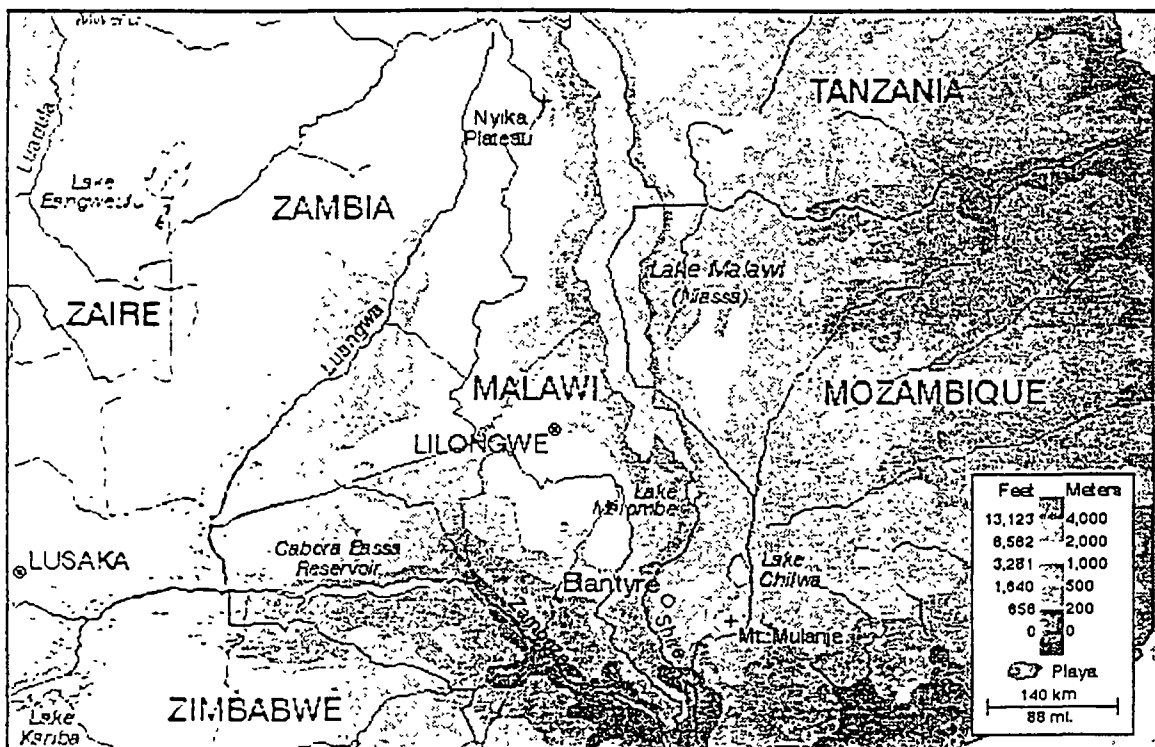 TANZANIA
Nyika
Plateau
Lake
ZAMBIA
Lake Malawi
(Niassa)
ZAIRE
Luangwa
MALAWI
MOZAMBIQUE
LILONGWE
Lake
Malombe
Feet Meters
13,123 4,000
6,562 2,000
3,281 1,000
1,640 500
656 200
0 0
Playa
140 km
88 mi.
LUSAKA
Cabora Bassa
Reservoir
Lake
Chilwa
Blantyre
Shire
Mt. Mulanje
ZIMBABWE
Lake
Kariba